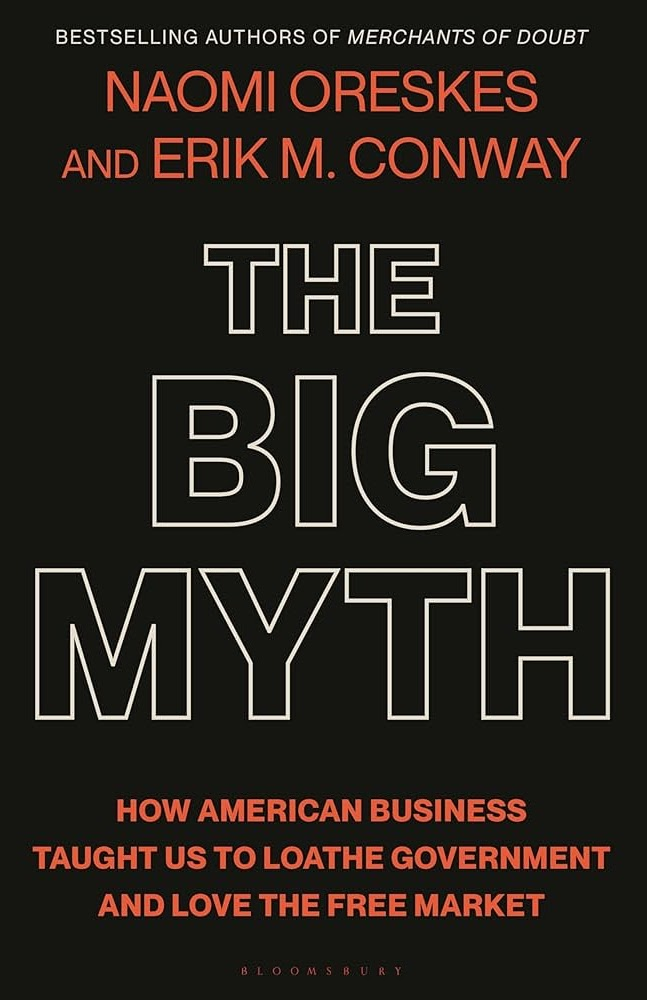 BESTSELLING AUTHORS OF MERCHANTS OF DOUBT
NAOMI ORESKES
AND ERIK M. CONWAY
THE
BIG
MYTH
HOW AMERICAN BUSINESS
TAUGHT US TO LOATHE GOVERNMENT
AND LOVE THE FREE MARKET
BLOOMSBURY